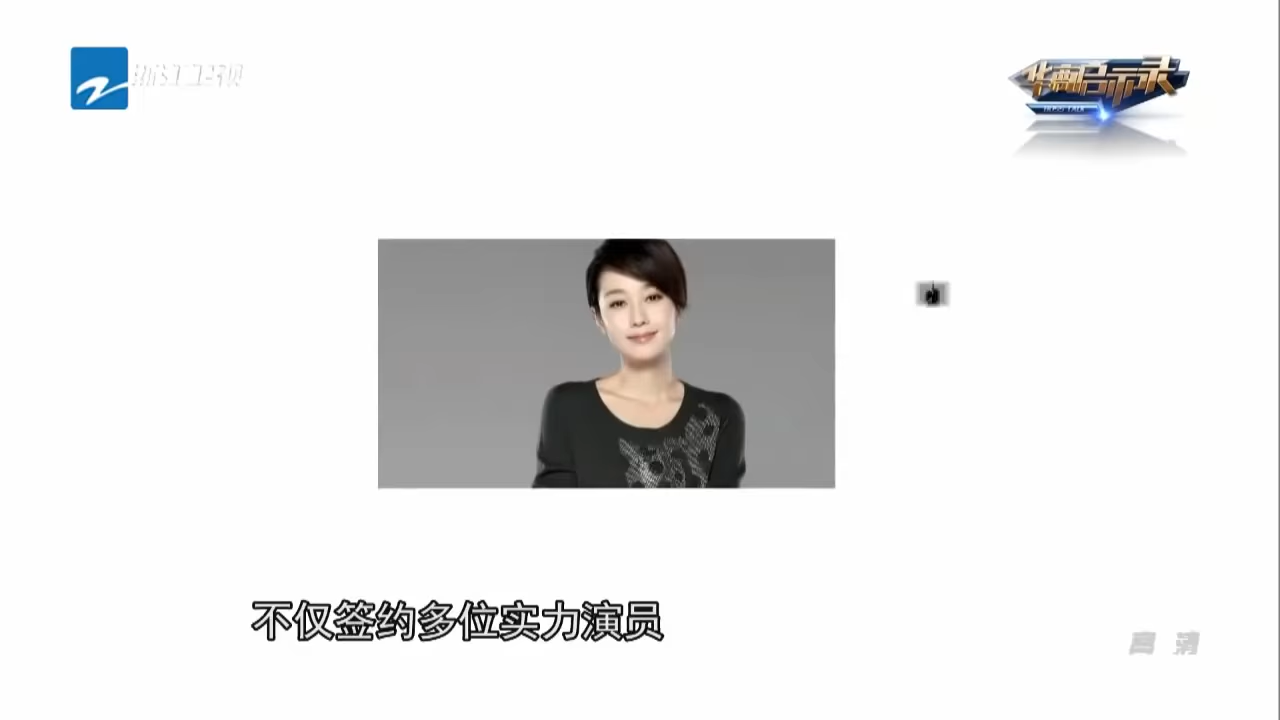 浙江卫视
华典启示录
不仅签约多位实力演员
高清